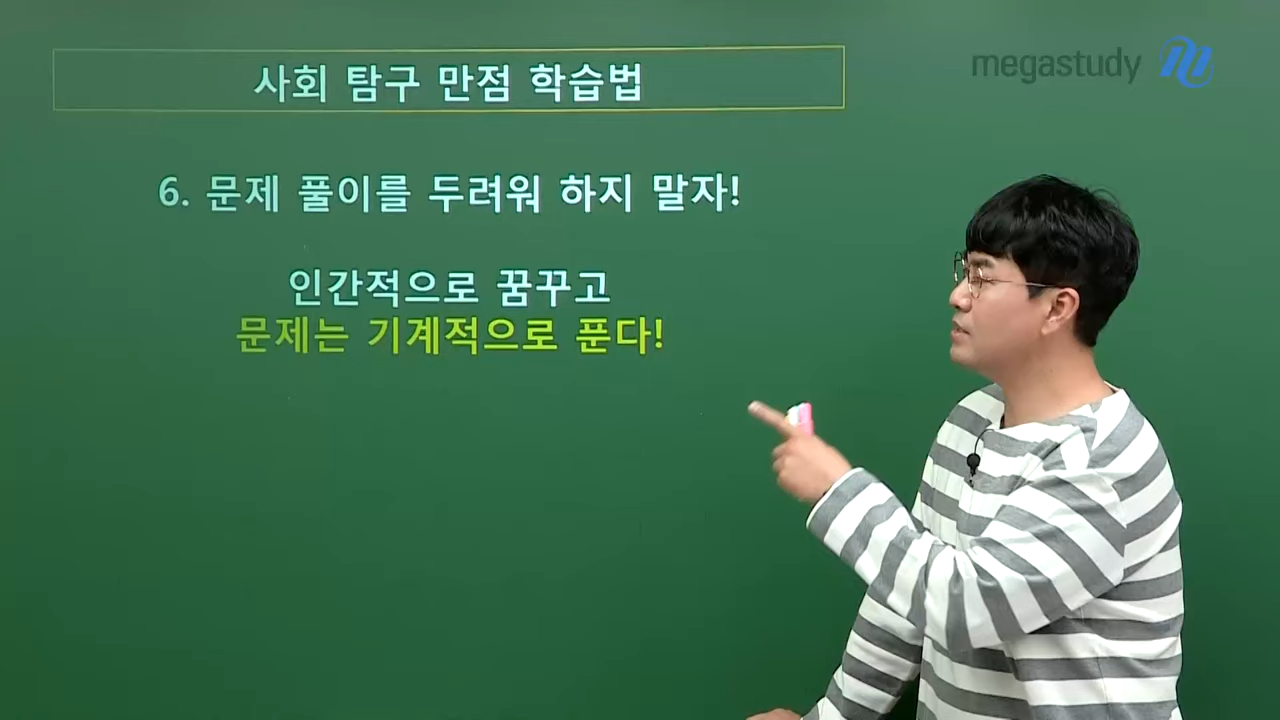 사회 탐구 만점 학습법
megastudy
6. 문제 풀이를 두려워 하지 말자!
인간적으로 꿈꾸고
문제는 기계적으로 푼다!